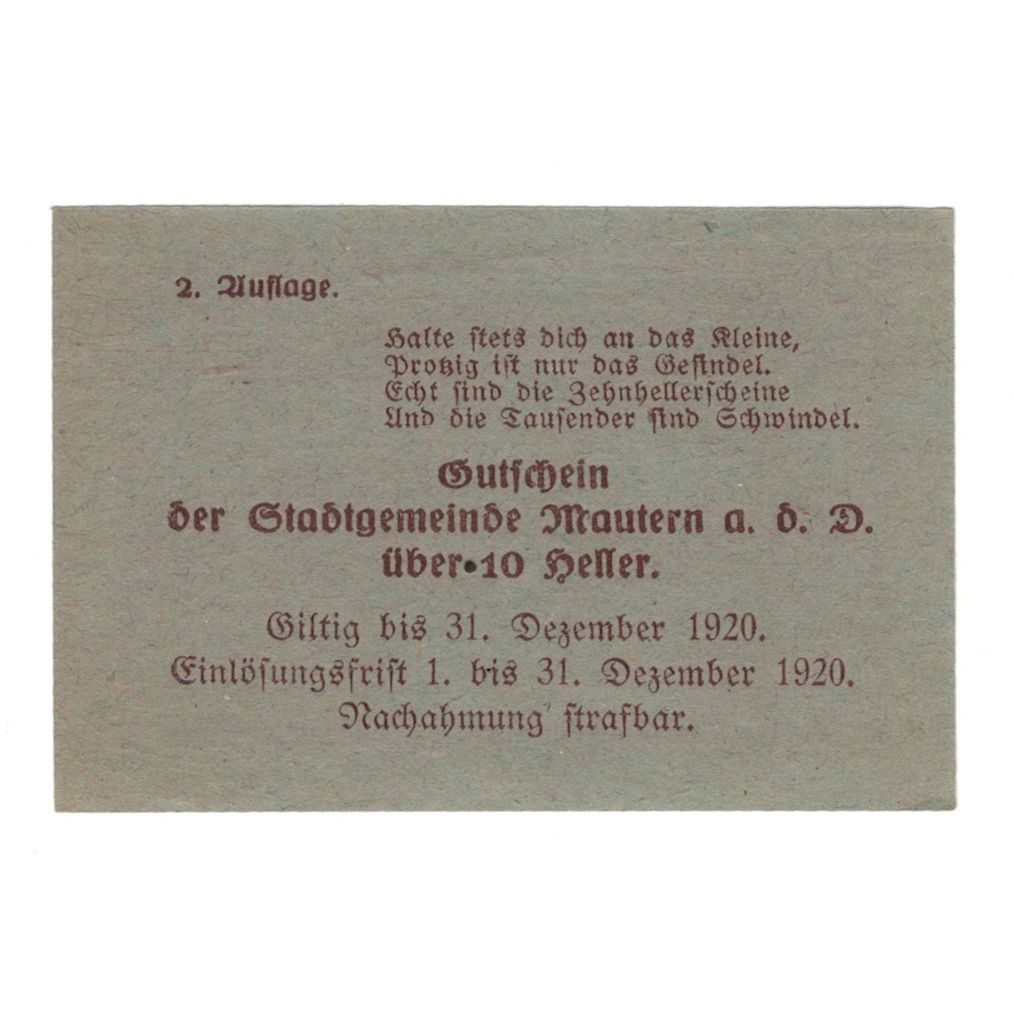 2. Auflage.
Halte stets dich an das Kleine,
Protzig ist nur das Gesindel.
Echt sind die Zehnhellerscheine
Und die Tausender sind Schwindel.
Gutschein
der Stadtgemeinde Mautern a. d. D.
über 10 Heller.
Giltig bis 31. Dezember 1920.
Einlösungsfrist 1. bis 31. Dezember 1920.
Nachahmung strafbar.